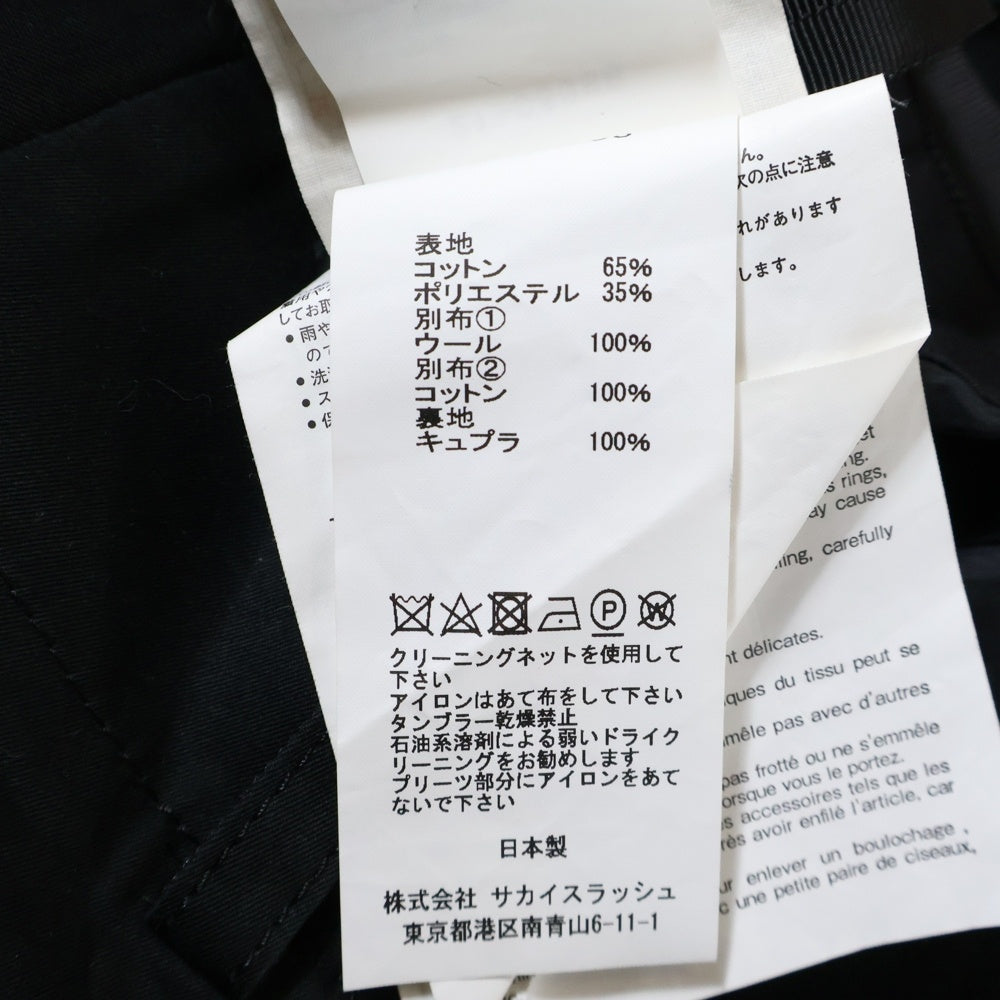 表地
コットン 65%
ポリエステル 35%
別布①
ウール 100%
別布②
コットン 100%
裏地
キュプラ 100%
P
W
クリーニングネットを使用して
下さい
アイロンはあて布をして下さい
タンブラー乾燥禁止
石油系溶剤による弱いドライク
リーニングをお勧めします
プリーツ部分にアイロンをあて
ないで下さい
日本製
株式会社 サカイスラッシュ
東京都港区南青山6-11-1
ん。
次の点に注意
れがあります
します。
してお取
●雨や
ので
●洗
●ス
●保
rings,
ay cause
carefully
délicates.
du tissu peut se
pas avec d'autres
pas frotté ou ne s'emmêle
orsque vous le portez.
accessoires tels que les
avoir enfilé l'article, car
enlever un boulochage,
une petite paire de ciseaux,